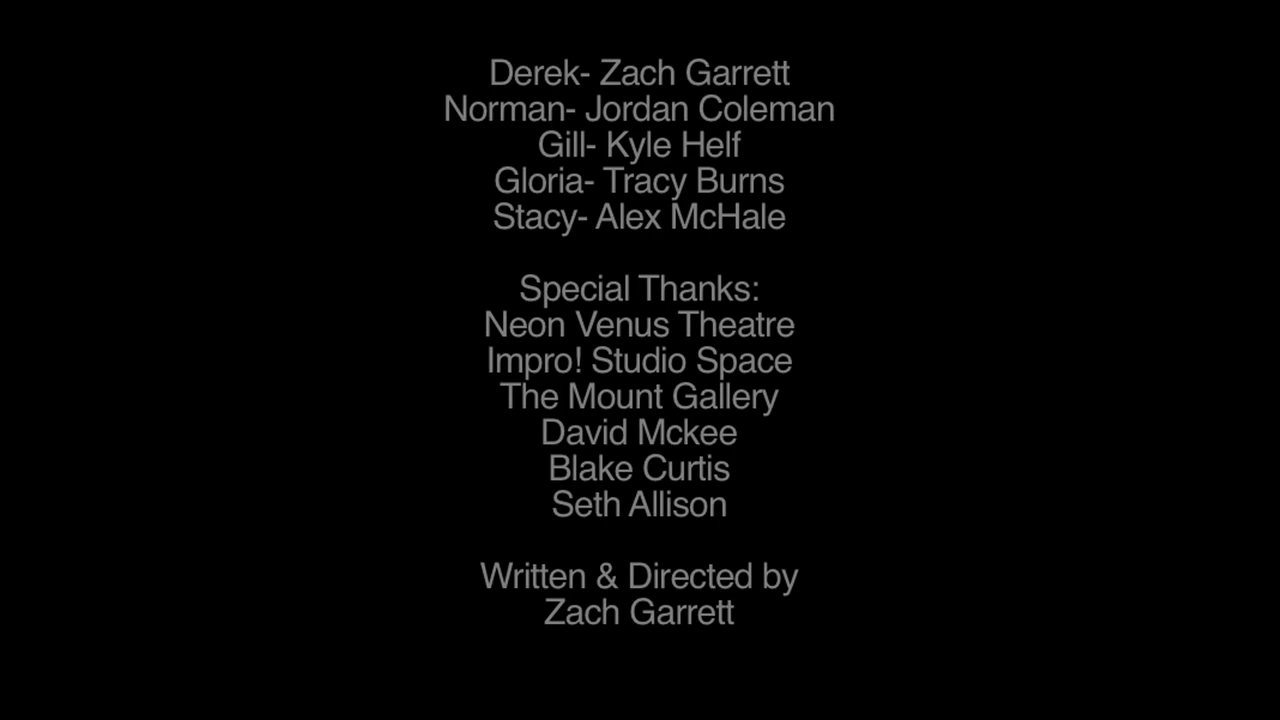 Derek- Zach Garrett
Norman- Jordan Coleman
Gill- Kyle Helf
Gloria- Tracy Burns
Stacy- Alex McHale
Special Thanks:
Neon Venus Theatre
Impro! Studio Space
The Mount Gallery
David Mckee
Blake Curtis
Seth Allison
Written & Directed by
Zach Garrett